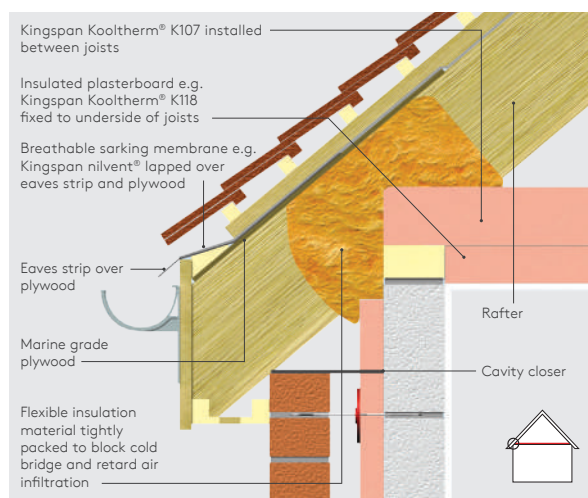 Kingspan Kooltherm® K107 installed
between joists
Insulated plasterboard e.g.
Kingspan Kooltherm® K118
fixed to underside of joists
Breathable sarking membrane e.g.
Kingspan nilvent® lapped over
eaves strip and plywood
Eaves strip over
plywood
Marine grade
plywood
Flexible insulation
material tightly
packed to block cold
bridge and retard air
infiltration
Rafter
Cavity closer